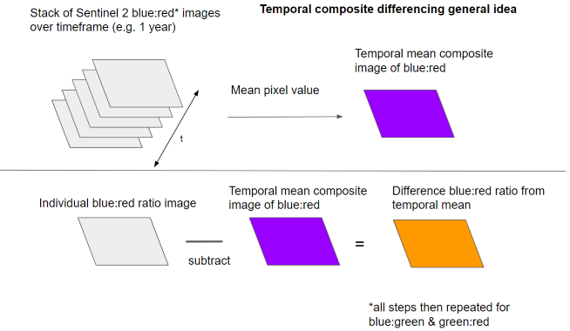 Temporal composite differencing general idea
Stack of Sentinel 2 blue:red* images
over timeframe (e.g. 1 year)
Temporal mean composite
image of blue:red
Mean pixel value
t
Individual blue:red ratio image
Temporal mean composite
image of blue:red
Difference blue:red ratio from
temporal mean
subtract
=
*all steps then repeated for
blue:green & green:red